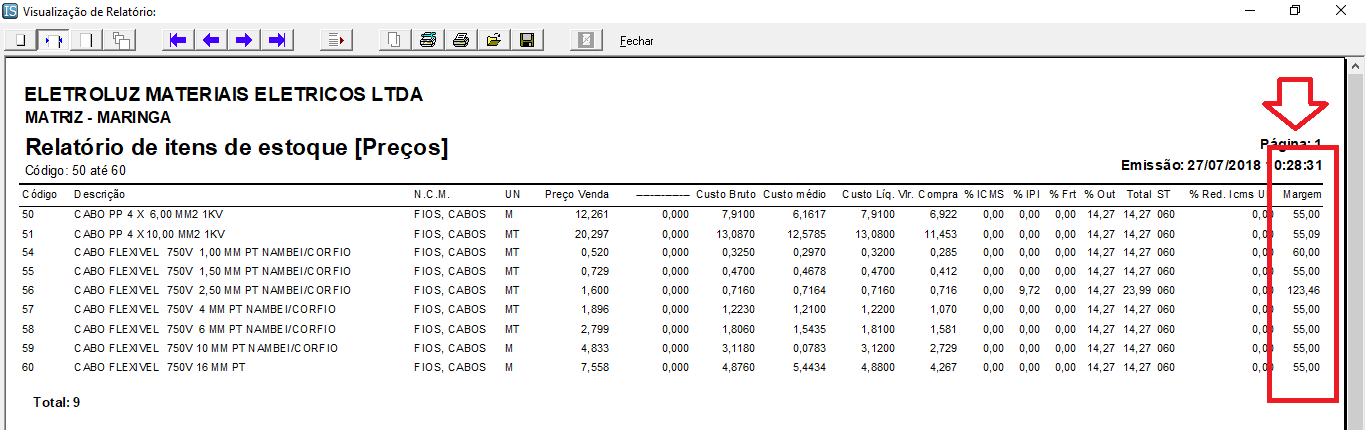 Visualização de Relatório:
Fechar
ELETROLUZ MATERIAIS ELETRICOS LTDA
MATRIZ - MARINGA
Relatório de itens de estoque [Preços] Página: 1
Código: 50 até 60 Emissão: 27/07/2018 10:28:31
Código Descrição N.C.M. UN Preço Venda --------------- Custo Bruto Custo médio Custo Líq. Vlr. Compra % ICMS % IPI % Frt % Out Total ST % Red. Icms U Margem
50 CABO PP 4 X 6,00 MM2 1KV FIOS, CABOS M 12,261 0,000 7,9100 6,1617 7,9100 6,922 0,00 0,00 0,00 14,27 14,27 060 0,00 55,00
51 CABO PP 4 X 10,00 MM2 1KV FIOS, CABOS MT 20,297 0,000 13,0870 12,5785 13,0800 11,453 0,00 0,00 0,00 14,27 14,27 060 0,00 55,09
54 CABO FLEXIVEL 750V 1,00 MM PT NAMBEI/CORFIO FIOS, CABOS MT 0,520 0,000 0,3250 0,2970 0,3200 0,285 0,00 0,00 0,00 14,27 14,27 060 0,00 60,00
55 CABO FLEXIVEL 750V 1,50 MM PT NAMBEI/CORFIO FIOS, CABOS MT 0,729 0,000 0,4700 0,4678 0,4700 0,412 0,00 0,00 0,00 14,27 14,27 060 0,00 55,00
56 CABO FLEXIVEL 750V 2,50 MM PT NAMBEI/CORFIO FIOS, CABOS MT 1,600 0,000 0,7160 0,7164 0,7160 0,716 0,00 9,72 0,00 14,27 23,99 060 0,00 123,46
57 CABO FLEXIVEL 750V 4 MM PT NAMBEI/CORFIO FIOS, CABOS MT 1,896 0,000 1,2230 1,2100 1,2200 1,070 0,00 0,00 0,00 14,27 14,27 060 0,00 55,00
58 CABO FLEXIVEL 750V 6 MM PT NAMBEI/CORFIO FIOS, CABOS MT 2,799 0,000 1,8060 1,5435 1,8100 1,581 0,00 0,00 0,00 14,27 14,27 060 0,00 55,00
59 CABO FLEXIVEL 750V 10 MM PT NAMBEI/CORFIO FIOS, CABOS M 4,833 0,000 3,1180 0,0783 3,1200 2,729 0,00 0,00 0,00 14,27 14,27 060 0,00 55,00
60 CABO FLEXIVEL 750V 16 MM PT FIOS, CABOS M 7,558 0,000 4,8760 5,4434 4,8800 4,267 0,00 0,00 0,00 14,27 14,27 060 0,00 55,00
Total: 9